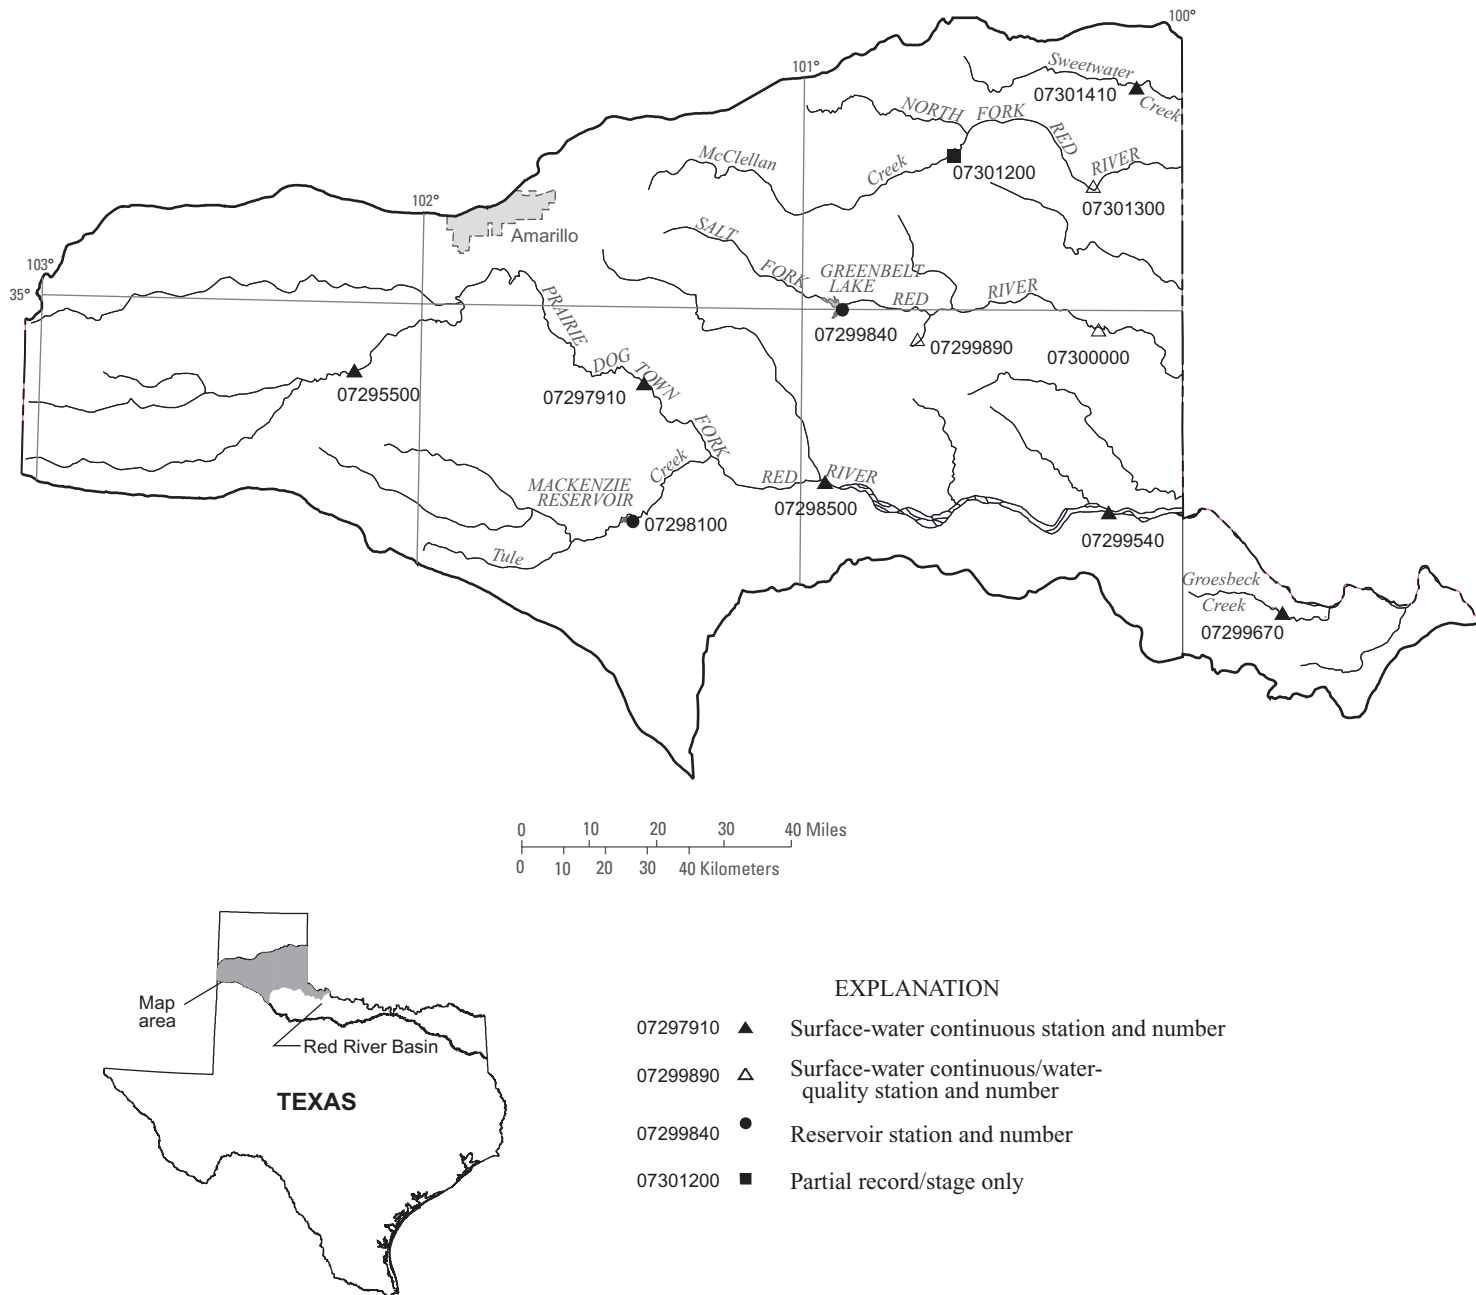 100°
101°
Sweetwater
07301410
Creek
NORTH FORK
RED
RIVER
McClellan
Creek
07301200
07301300
102°
Amarillo
SALT
FORK
GREENBELT
LAKE
RED
RIVER
103°
35°
07299840
07299890
07300000
PRAIRIE
DOG
TOWN
FORK
07295500
07297910
Creek
MACKENZIE
RESERVOIR
RED
RIVER
07298100
07298500
07299540
Tule
Groesbeck
Creek
07299670
0 10 20 30 40 Miles
0 10 20 30 40 Kilometers
Map
area
Red River Basin
TEXAS
EXPLANATION
07297910 Surface-water continuous station and number
07299890 Surface-water continuous/water-
quality station and number
07299840 Reservoir station and number
07301200 Partial record/stage only